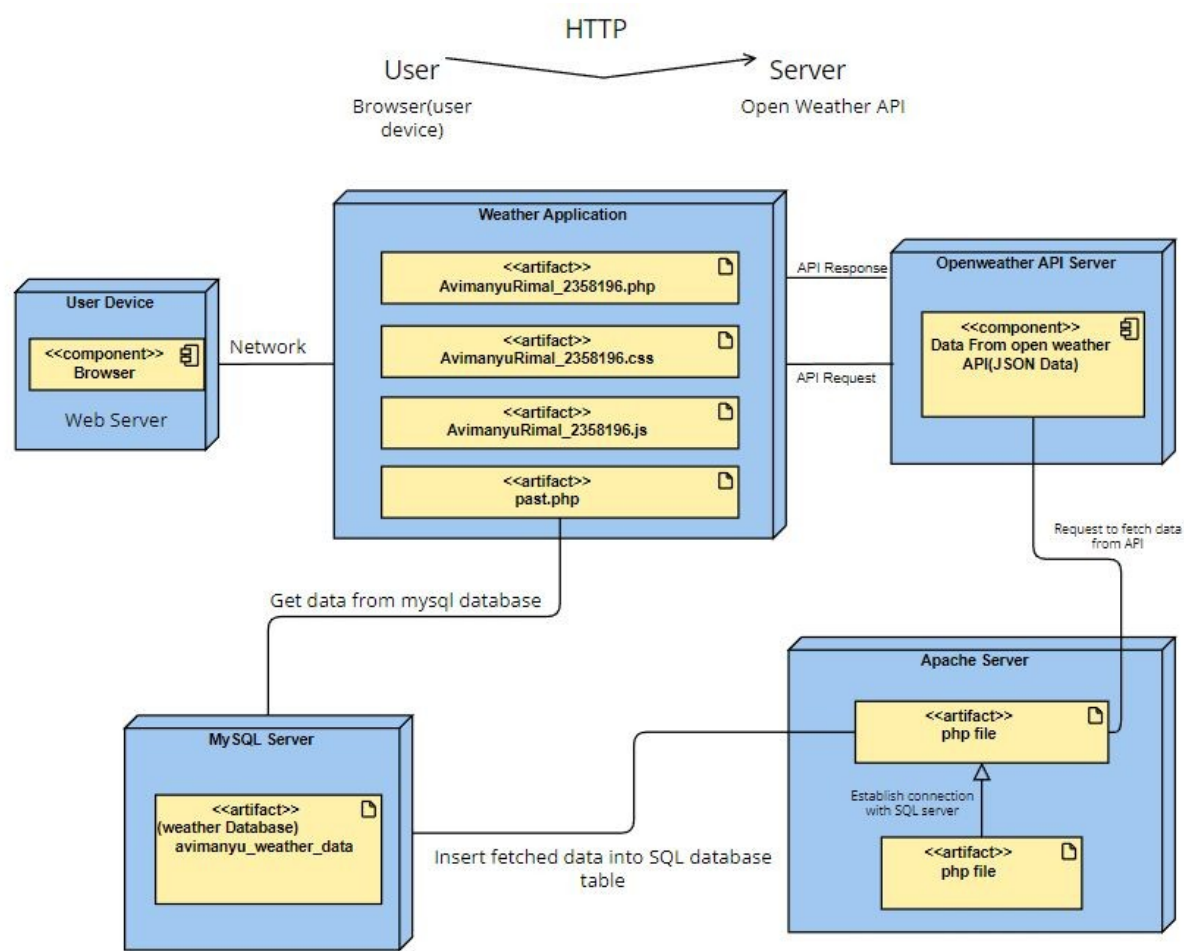 HTTP
User
Server
Browser(user
device)
Open Weather API
Weather Application
<<artifact>>
AvimanyuRimal_2358196.php
<<artifact>>
AvimanyuRimal_2358196.css
<<artifact>>
AvimanyuRimal_2358196.js
<<artifact>>
past.php
User Device
<<component>>
Browser
Web Server
Network
API Response
API Request
Openweather API Server
<<component>>
Data From open weather
API(JSON Data)
Request to fetch data
from API
Get data from mysql database
MySQL Server
<<artifact>>
(weather Database)
avimanyu_weather_data
Insert fetched data into SQL database
table
Apache Server
<<artifact>>
php file
Establish connection
with SQL server
<<artifact>>
php file